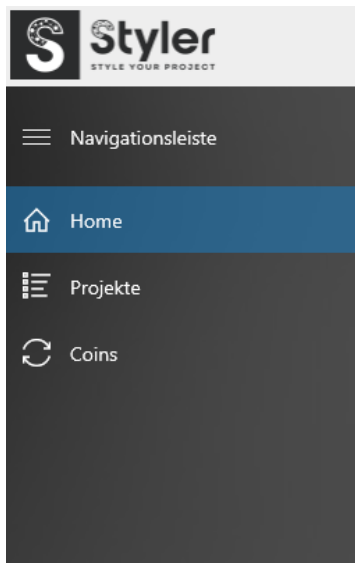 S Styler
STYLE YOUR PROJECT
Navigationsleiste
Home
Projekte
Coins